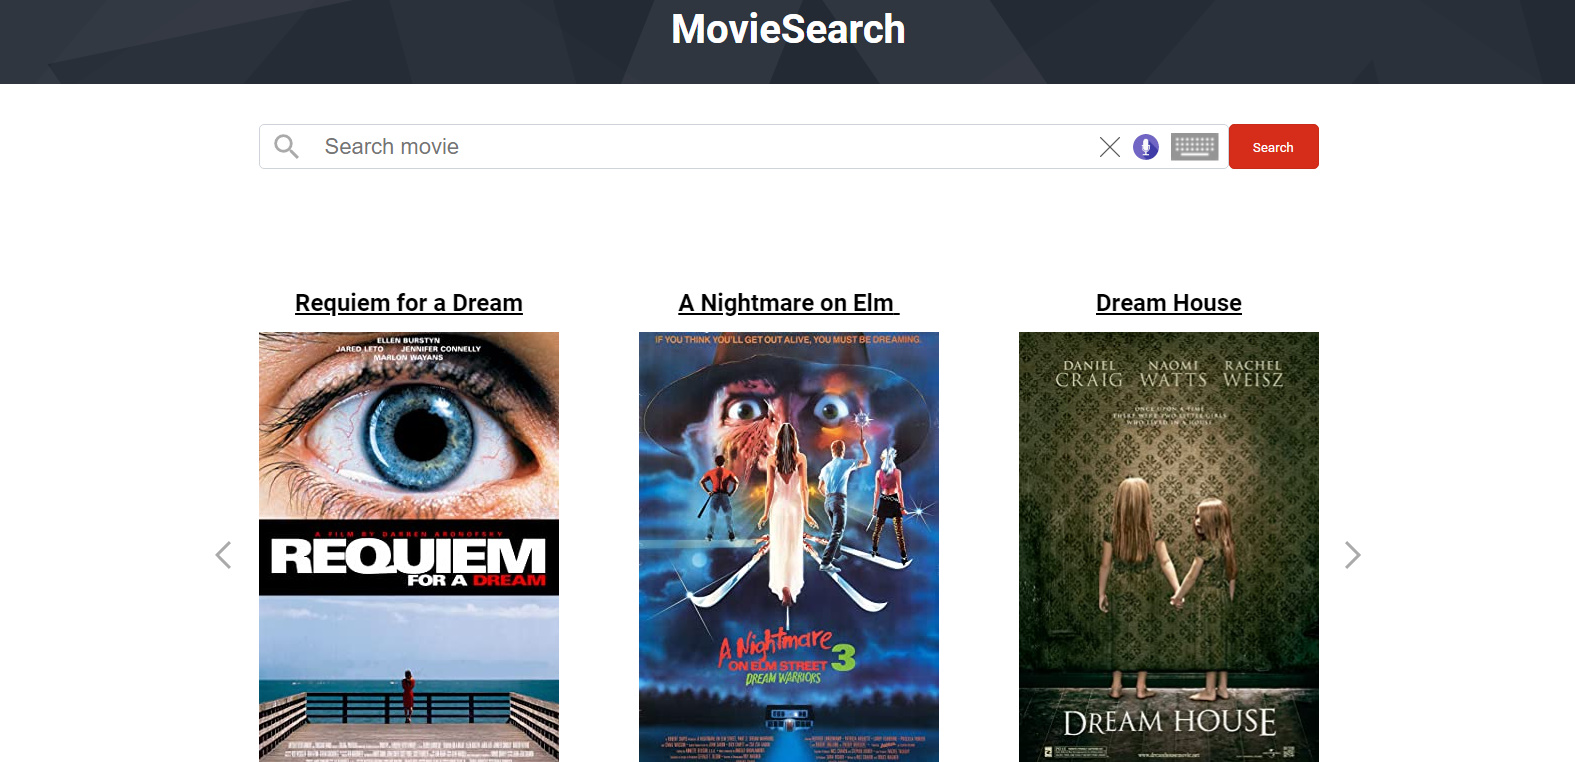 MovieSearch
Search movie
Search
Requiem for a Dream
A Nightmare on Elm
Dream House
ELLEN BURSTYN
JARED LETO JENNIFER CONNELLY
MARLON WAYANS
A FILM BY DARREN ARONOFSKY
REQUIEM
FOR A DREAM
IF YOU THINK YOU'LL GET OUT ALIVE, YOU MUST BE DREAMING.
A Nightmare
ON ELM STREET 3
DREAM WARRIORS
DANIEL NAOMI RACHEL
CRAIG WATTS WEISZ
ONCE UPON A TIME
THERE WERE TWO LITTLE GIRLS
WHO LIVED IN A HOUSE
DREAM HOUSE
www.dreamhousemovie.net